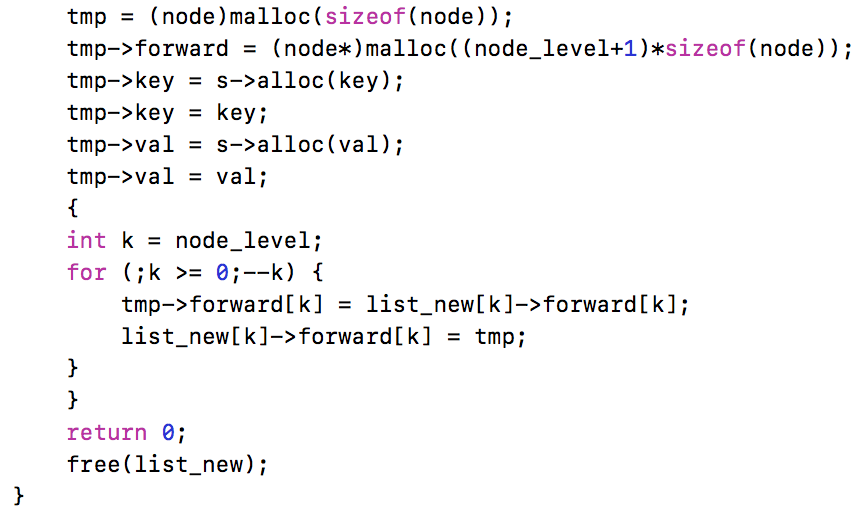 tmp = (node)malloc(sizeof(node));
tmp->forward = (node*)malloc((node_level+1)*sizeof(node));
tmp->key = s->alloc(key);
tmp->key = key;
tmp->val = s->alloc(val);
tmp->val = val;
{
int k = node_level;
for (;k >= 0;--k) {
tmp->forward[k] = list_new[k]->forward[k];
list_new[k]->forward[k] = tmp;
}
}
return 0;
free(list_new);
}